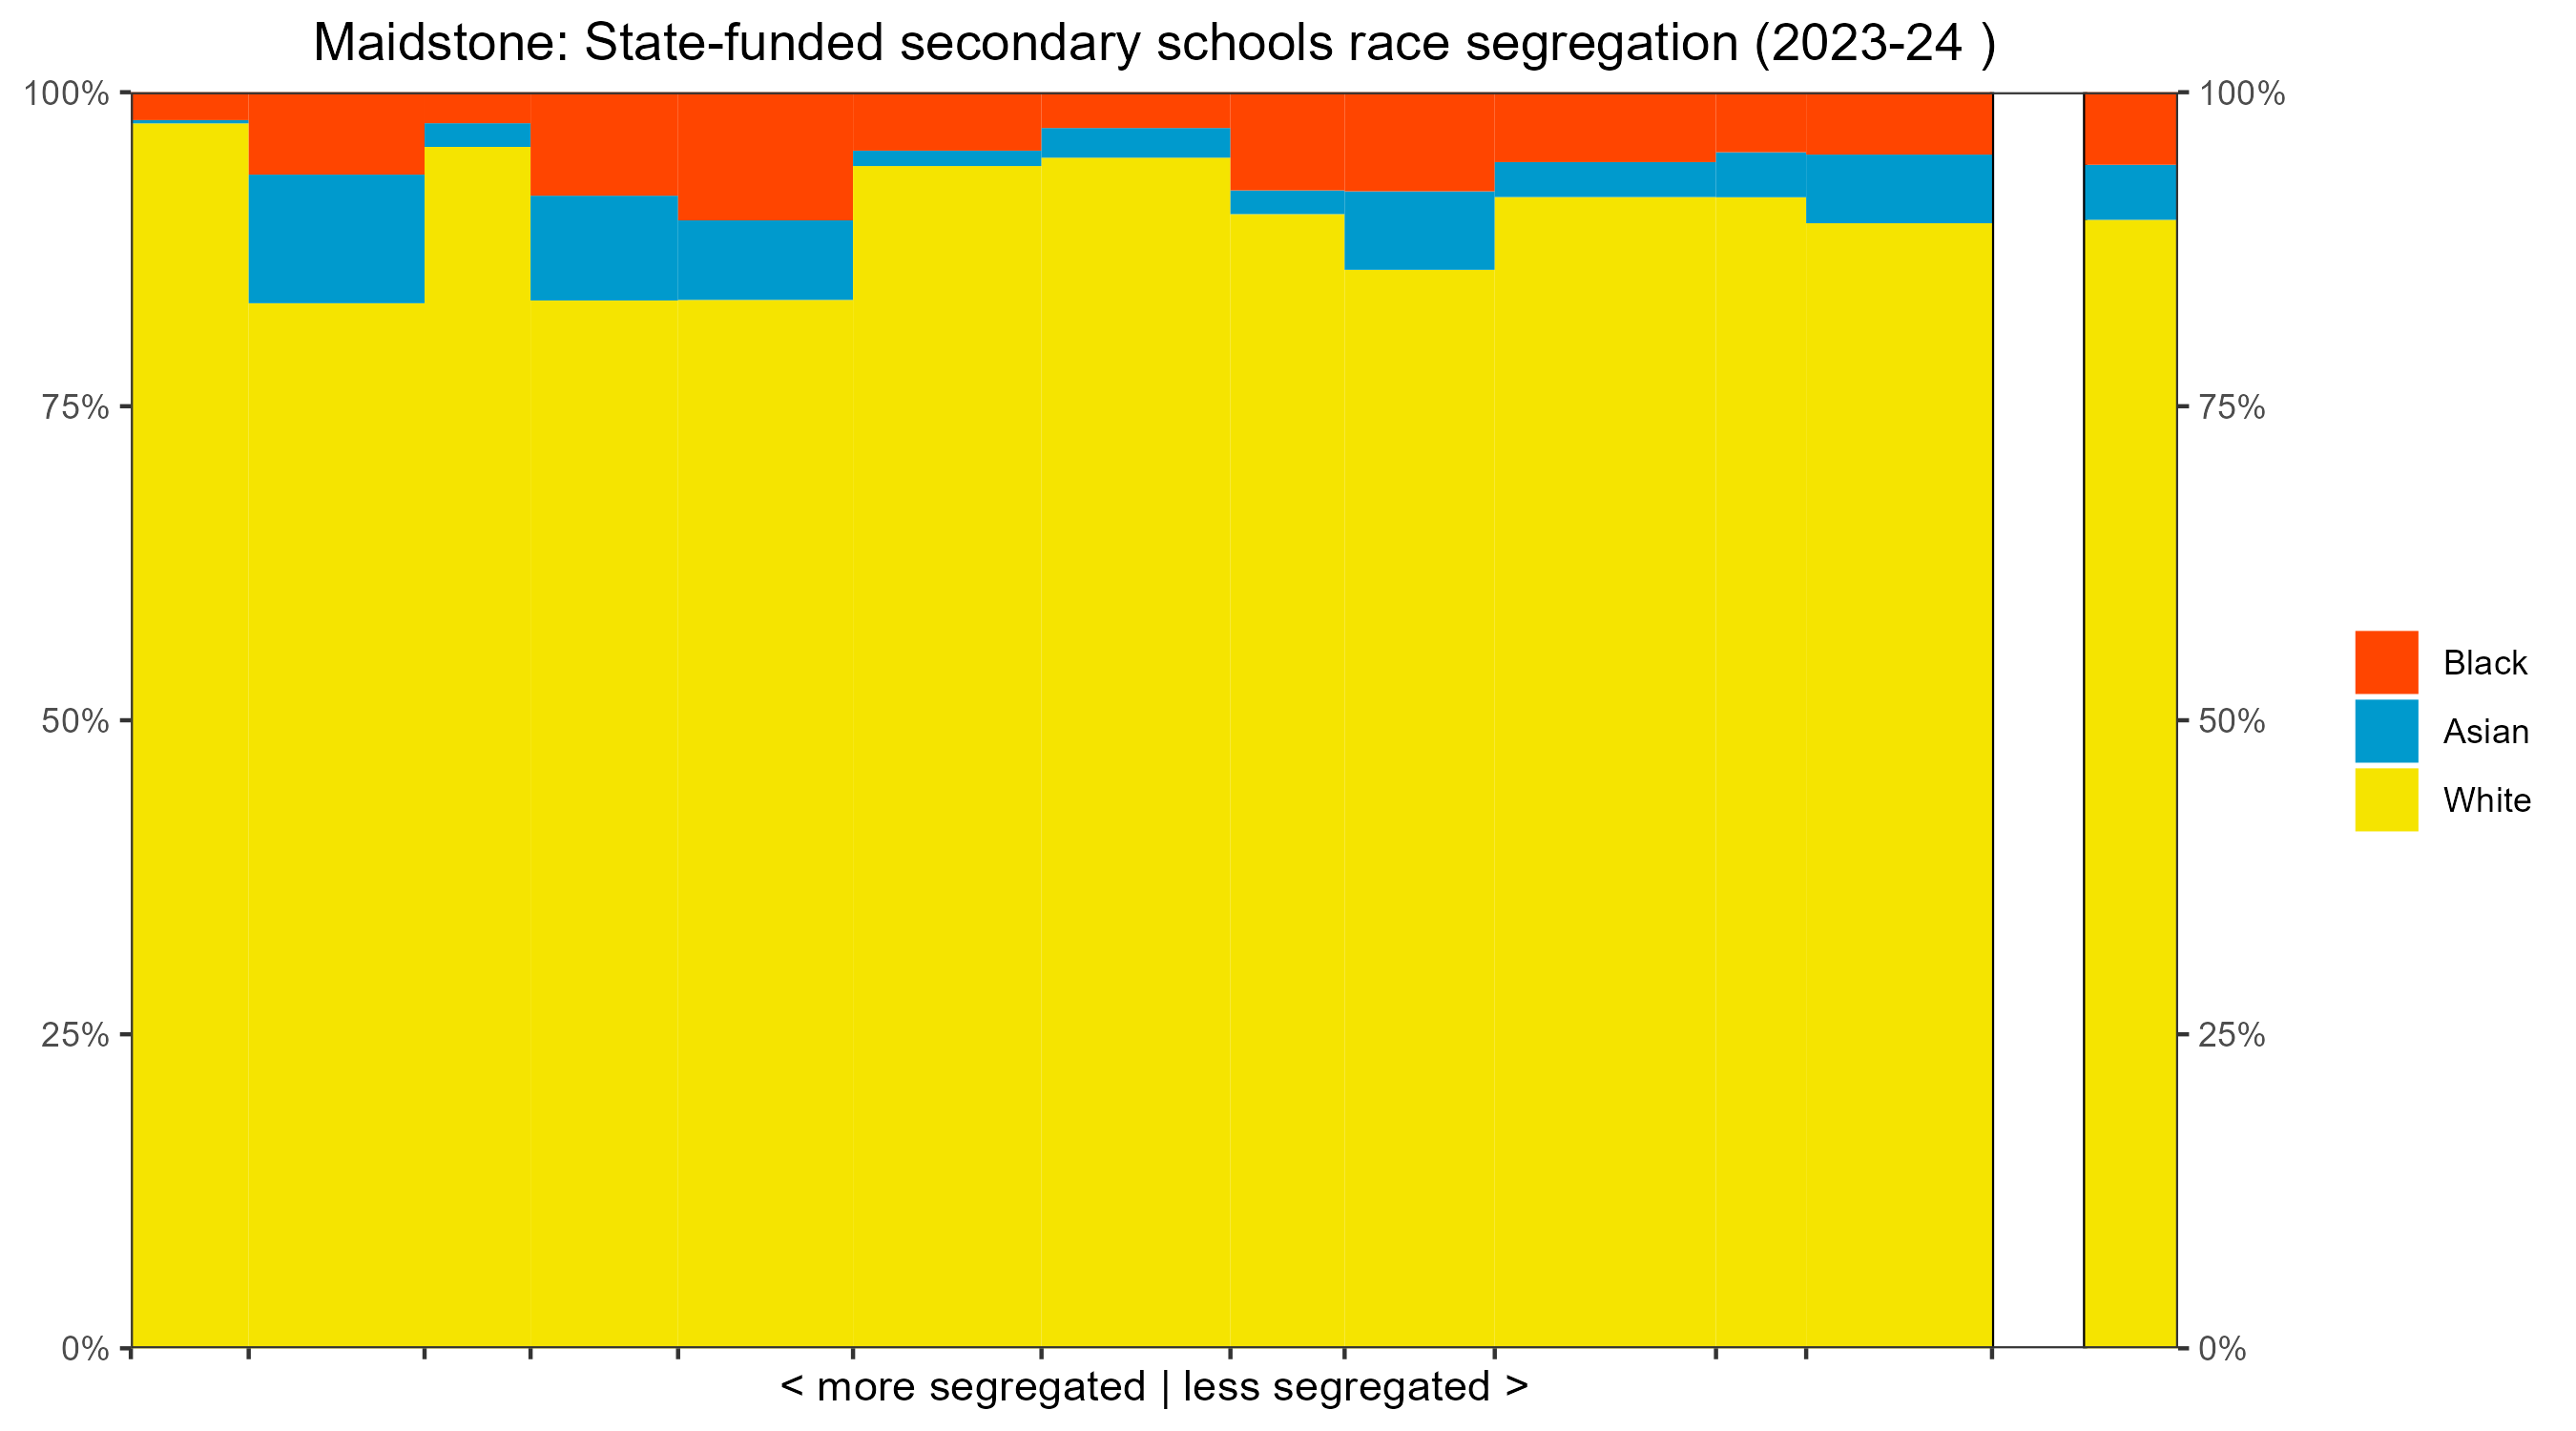 Maidstone: State-funded secondary schools race segregation (2023-24 )
100%
75%
50%
25%
0%
100%
75%
50%
25%
0%
Black
Asian
White
< more segregated | less segregated >